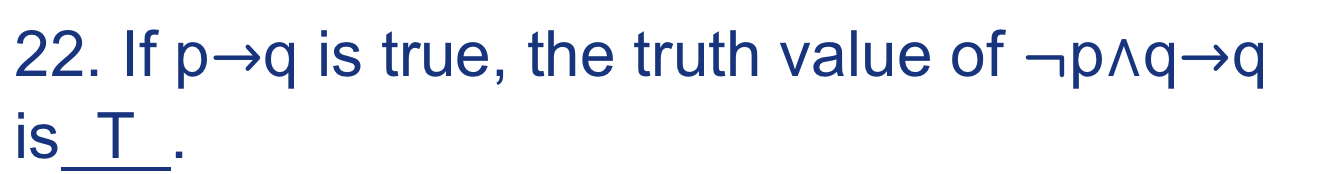 22. If p→q is true, the truth value of ¬p∧q→q
is T .